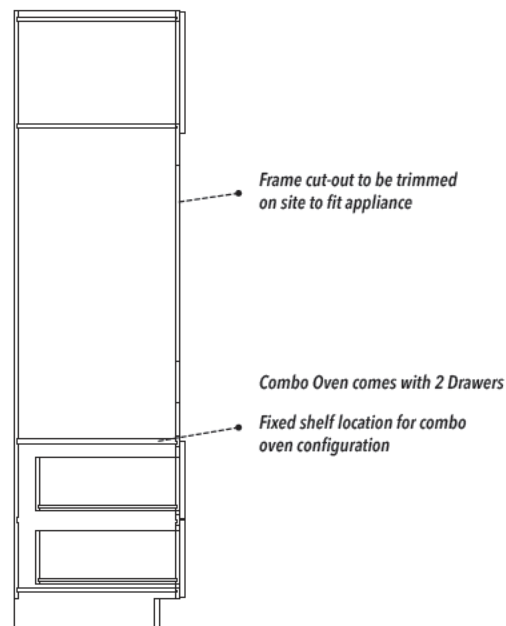 Frame cut-out to be trimmed
on site to fit appliance
Combo Oven comes with 2 Drawers
Fixed shelf location for combo
oven configuration